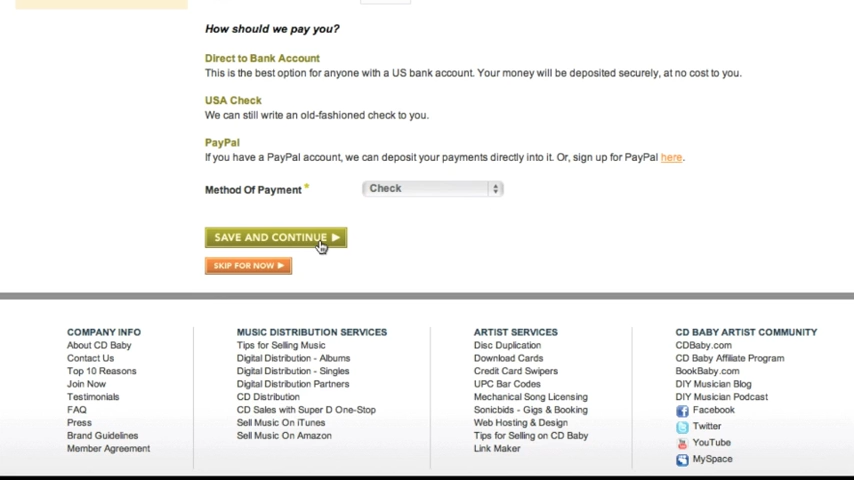 How should we pay you?
Direct to Bank Account
This is the best option for anyone with a US bank account. Your money will be deposited securely, at no cost to you.
USA Check
We can still write an old-fashioned check to you.
PayPal
If you have a PayPal account, we can deposit your payments directly into it. Or, sign up for PayPal here.
Method Of Payment *
Check
SAVE AND CONTINUE
SKIP FOR NOW
COMPANY INFO
About CD Baby
Contact Us
Top 10 Reasons
Join Now
Testimonials
FAQ
Press
Brand Guidelines
Member Agreement
MUSIC DISTRIBUTION SERVICES
Tips for Selling Music
Digital Distribution - Albums
Digital Distribution - Singles
Digital Distribution Partners
CD Distribution
CD Sales with Super D One-Stop
Sell Music On iTunes
Sell Music On Amazon
ARTIST SERVICES
Disc Duplication
Download Cards
Credit Card Swipers
UPC Bar Codes
Mechanical Song Licensing
Sonicbids - Gigs & Booking
Web Hosting & Design
Tips for Selling on CD Baby
Link Maker
CD BABY ARTIST COMMUNITY
CDBaby.com
CD Baby Affiliate Program
BookBaby.com
DIY Musician Blog
DIY Musician Podcast
Facebook
Twitter
YouTube
MySpace